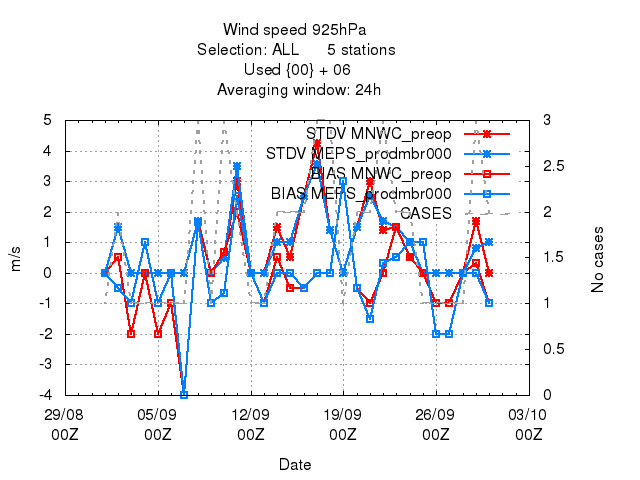 Wind speed 925hPa
Selection: ALL 5 stations
Used {00} + 06
Averaging window: 24h
STDV MNWC_preop
STDV MEPS_prodmbr000
BIAS MNWC_preop
BIAS MEPS_prodmbr000
CASES
5
4
3
2
1
0
-1
-2
-3
-4
m/s
3
2.5
2
1.5
1
0.5
0
No cases
29/08 05/09 12/09 19/09 26/09 03/10
00Z 00Z 00Z 00Z 00Z 00Z
Date